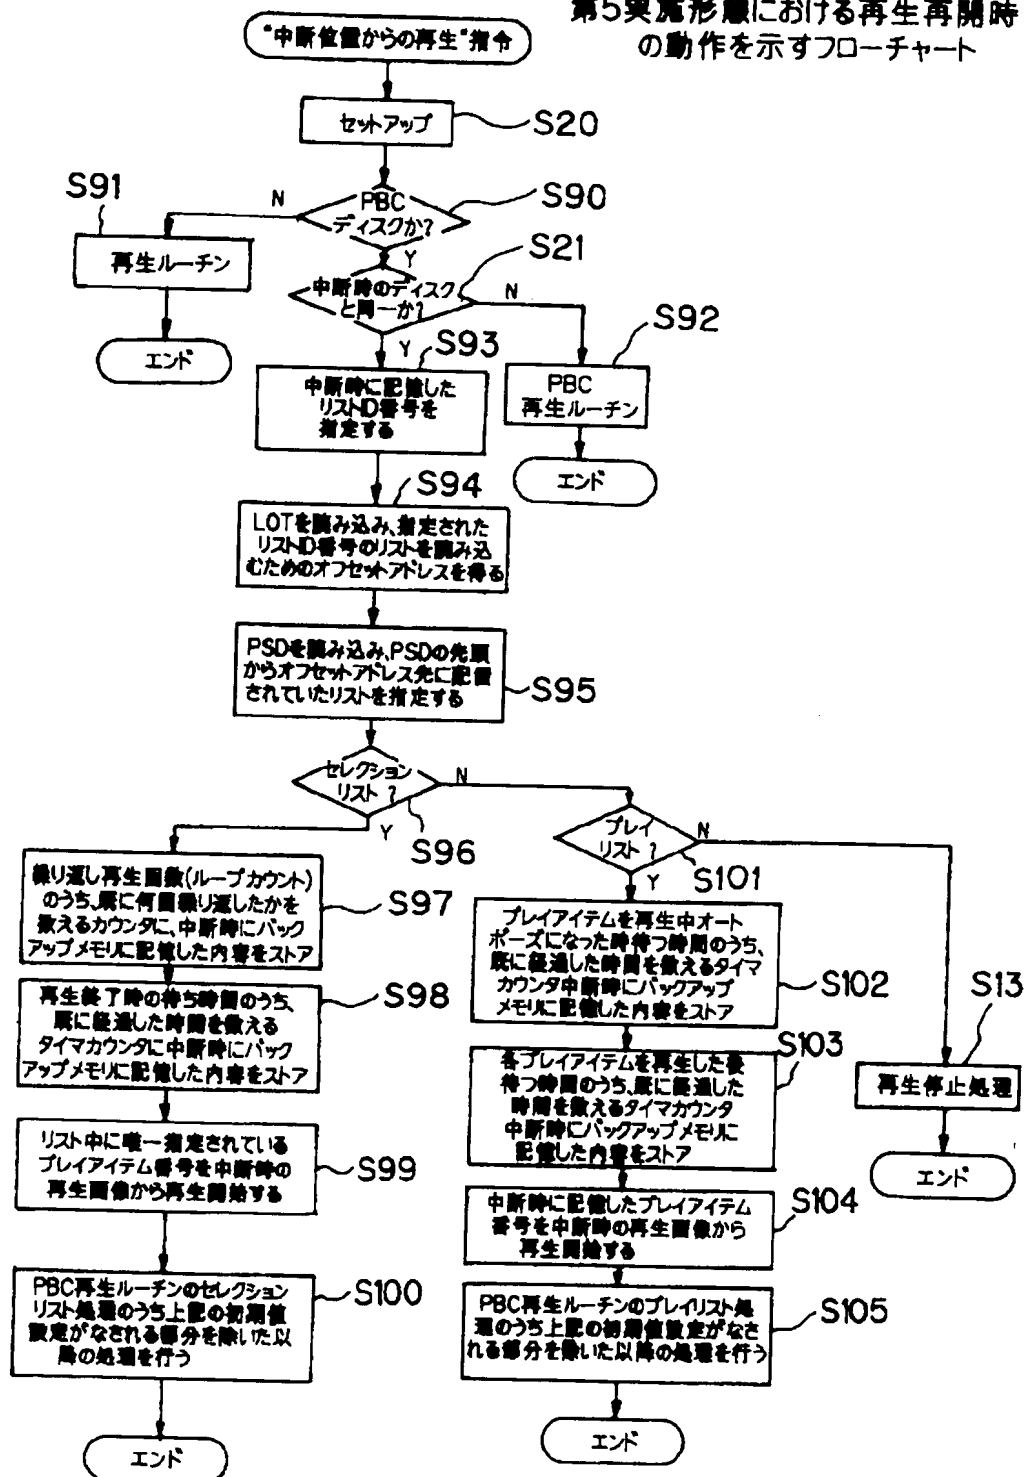 第5実施形態における再生再開時
の動作を示すフローチャート
"中断位置からの再生"指令
セットアップ
S20
PBC
ディスクか?
S90
N
Y
S91
再生ルーチン
エンド
中断時のディスク
と同一か?
S21
N
Y
S92
PBC
再生ルーチン
エンド
S93
中断時に記憶した
リストID番号を
指定する
S94
LOTを読み込み、指定された
リストID番号のリストを読み込
むためのオフセットアドレスを得る
PSDを読み込み、PSDの先頭
からオフセットアドレス先に配置
されていたリストを指定する
S95
セレクション
リスト?
S96
N
Y
繰り返し再生回数(ループカウント)
のうち、既に何回繰り返したかを
数えるカウンタに、中断時にバック
アップメモリに記憶した内容をストア
S97
再生終了時の待ち時間のうち、
既に経過した時間を数える
タイマカウンタに中断時にバック
アップメモリに記憶した内容をストア
S98
リスト中に唯一指定されている
プレイアイテム番号を中断時の
再生画像から再生開始する
S99
PBC再生ルーチンのセレクション
リスト処理のうち上記の初期値
設定がなされる部分を除いた以
降の処理を行う
S100
エンド
プレイ
リスト?
S101
N
Y
プレイアイテムを再生中オート
ポーズになった時待つ時間のうち、
既に経過した時間を数えるタイマ
カウンタ中断時にバックアップ
メモリに記憶した内容をストア
S102
各プレイアイテムを再生した後
待つ時間のうち、既に経過した
時間を数えるタイマカウンタ
中断時にバックアップメモリに
記憶した内容をストア
S103
中断時に記憶したプレイアイテム
番号を中断時の再生画像から
再生開始する
S104
PBC再生ルーチンのプレイリスト処
理のうち上記の初期値設定がなさ
れる部分を除いた以降の処理を行う
S105
エンド
S13
再生停止処理
エンド